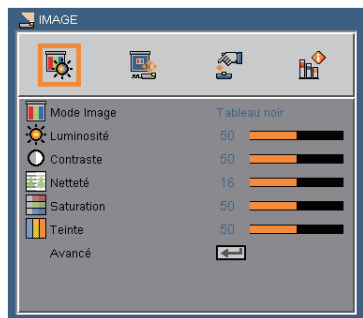 IMAGE
Mode Image Tableau noir
Luminosité 50
Contraste 50
Netteté 16
Saturation 50
Teinte 50
Avancé